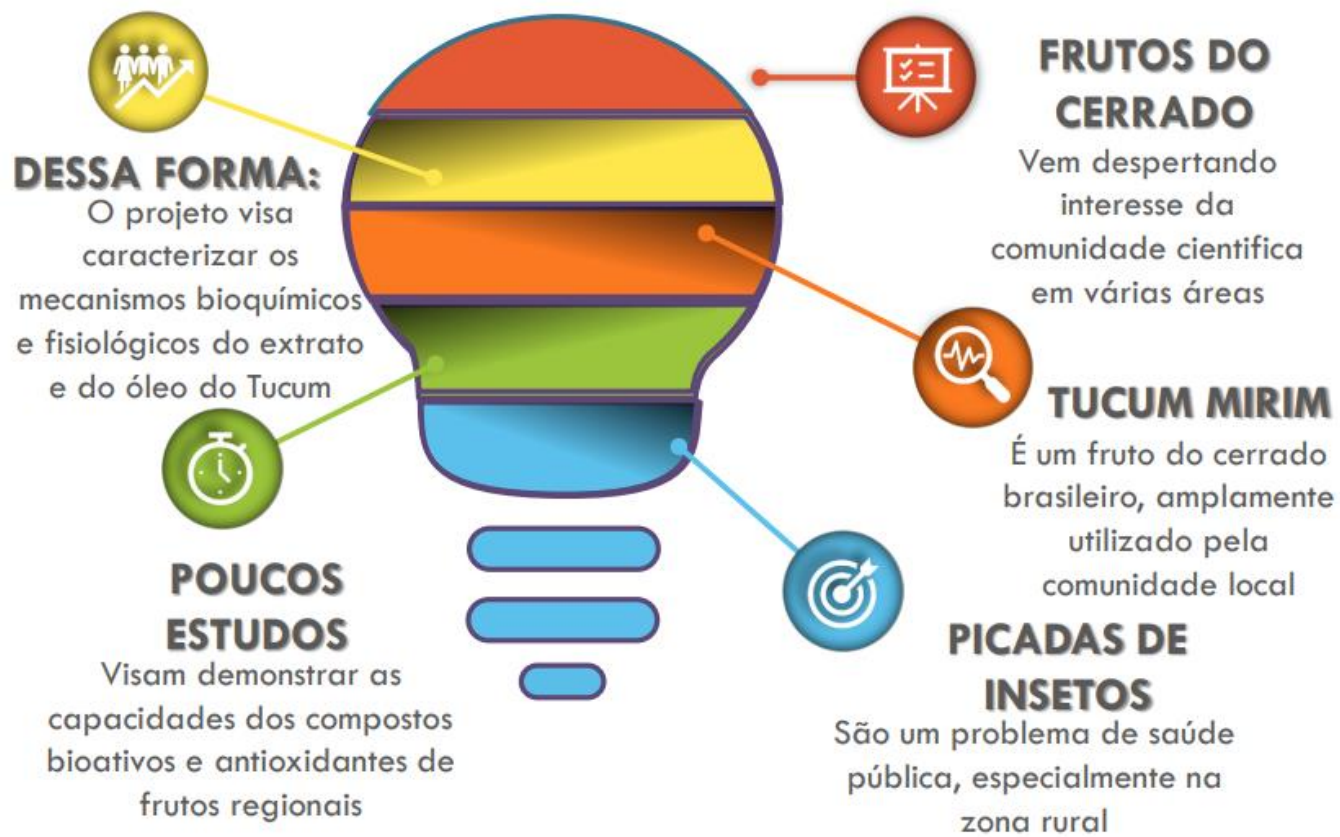 FRUTOS DO
CERRADO
Vem despertando
interesse da
comunidade cientifica
em várias áreas
TUCUM MIRIM
É um fruto do cerrado
brasileiro, amplamente
utilizado pela
comunidade local
PICADAS DE
INSETOS
São um problema de saúde
pública, especialmente na
zona rural
POUCOS
ESTUDOS
Visam demonstrar as
capacidades dos compostos
bioativos e antioxidantes de
frutos regionais
DESSA FORMA:
O projeto visa
caracterizar os
mecanismos bioquímicos
e fisiológicos do extrato
e do óleo do Tucum